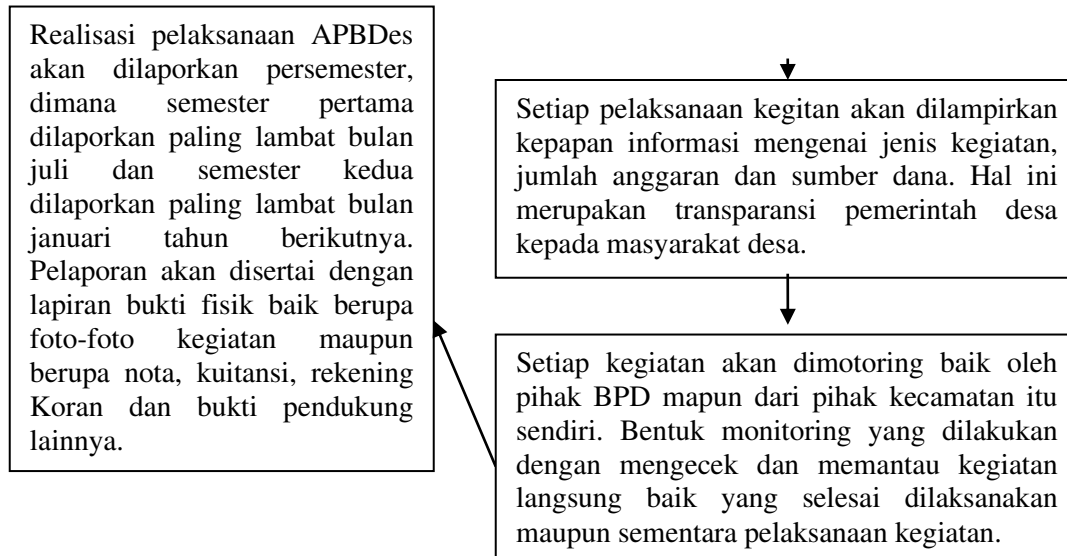 Realisasi pelaksanaan APBDes
akan dilaporkan persemester,
dimana semester pertama
dilaporkan paling lambat bulan
juli dan semester kedua
dilaporkan paling lambat bulan
januari tahun berikutnya.
Pelaporan akan disertai dengan
lapiran bukti fisik baik berupa
foto-foto kegiatan maupun
berupa nota, kuitansi, rekening
Koran dan bukti pendukung
lainnya.
Setiap pelaksanaan kegitan akan dilampirkan
kepapan informasi mengenai jenis kegiatan,
jumlah anggaran dan sumber dana. Hal ini
merupakan transparansi pemerintah desa
kepada masyarakat desa.
Setiap kegiatan akan dimotoring baik oleh
pihak BPD mapun dari pihak kecamatan itu
sendiri. Bentuk monitoring yang dilakukan
dengan mengecek dan memantau kegiatan
langsung baik yang selesai dilaksanakan
maupun sementara pelaksanaan kegiatan.